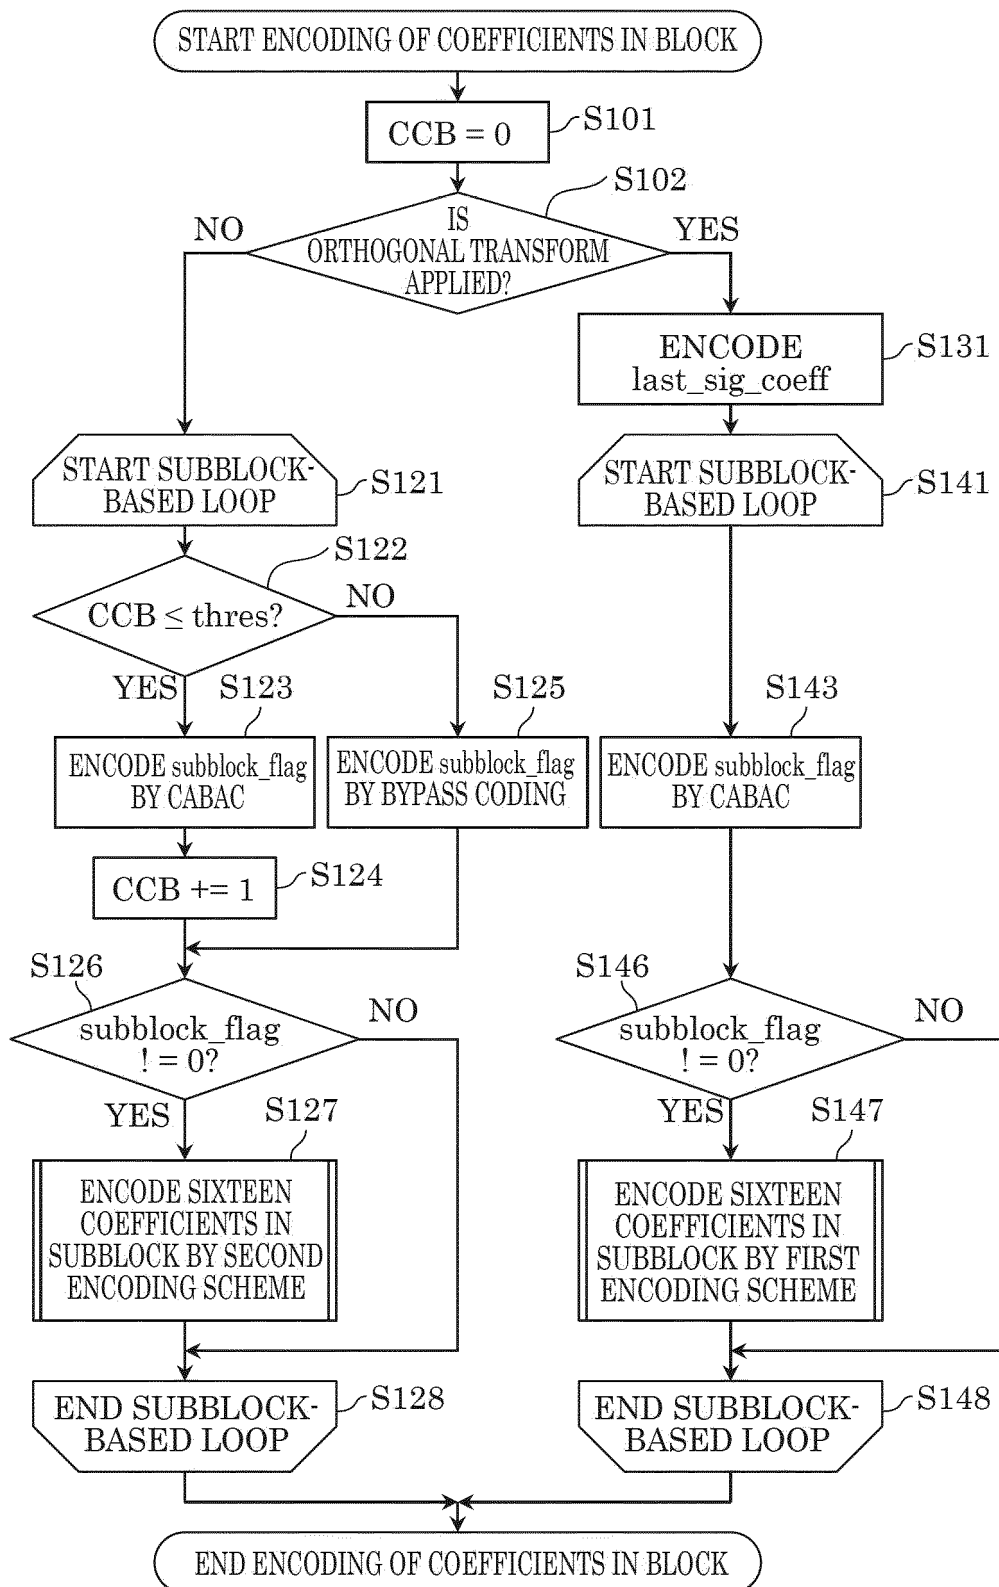 START ENCODING OF COEFFICIENTS IN BLOCK
CCB = 0
S101
S102
IS
ORTHOGONAL TRANSFORM
APPLIED?
NO
YES
ENCODE
last_sig_coeff
S131
START SUBBLOCK-
BASED LOOP
S121
START SUBBLOCK-
BASED LOOP
S141
S122
CCB ≤ thres?
NO
YES
S123
S125
S143
ENCODE subblock_flag
BY CABAC
ENCODE subblock_flag
BY BYPASS CODING
ENCODE subblock_flag
BY CABAC
CCB += 1
S124
S126
subblock_flag
! = 0?
NO
YES
S146
subblock_flag
! = 0?
NO
YES
S127
ENCODE SIXTEEN
COEFFICIENTS IN
SUBBLOCK BY SECOND
ENCODING SCHEME
S147
ENCODE SIXTEEN
COEFFICIENTS IN
SUBBLOCK BY FIRST
ENCODING SCHEME
END SUBBLOCK-
BASED LOOP
S128
END SUBBLOCK-
BASED LOOP
S148
END ENCODING OF COEFFICIENTS IN BLOCK